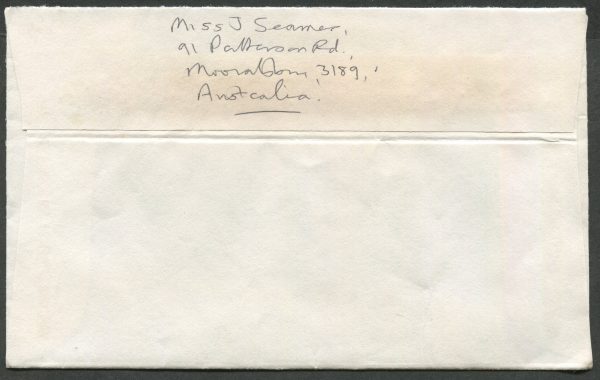 Miss J Seamer,
91 Patterson Rd.,
Moorabbin, 3189,
Australia.